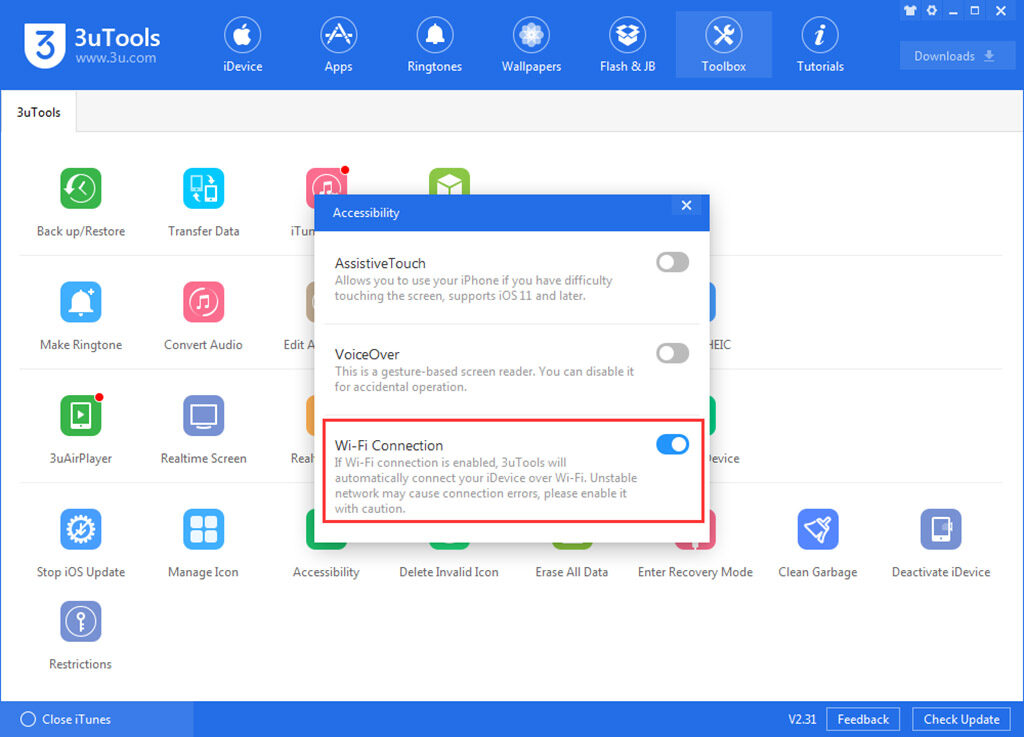 3 3uTools
www.3u.com
iDevice
Apps
Ringtones
Wallpapers
Flash & JB
Toolbox
Tutorials
Downloads
3uTools
Back up/Restore
Transfer Data
Accessibility
AssistiveTouch
Allows you to use your iPhone if you have difficulty
touching the screen, supports iOS 11 and later.
Make Ringtone
Convert Audio
Edit
VoiceOver
This is a gesture-based screen reader. You can disable it
for accidental operation.
3uAirPlayer
Realtime Screen
Wi-Fi Connection
If Wi-Fi connection is enabled, 3uTools will
automatically connect your iDevice over Wi-Fi. Unstable
network may cause connection errors, please enable it
with caution.
Stop iOS Update
Manage Icon
Accessibility
Delete Invalid Icon
Erase All Data
Enter Recovery Mode
Clean Garbage
Deactivate iDevice
Restrictions
Close iTunes
V2.31
Feedback
Check Update